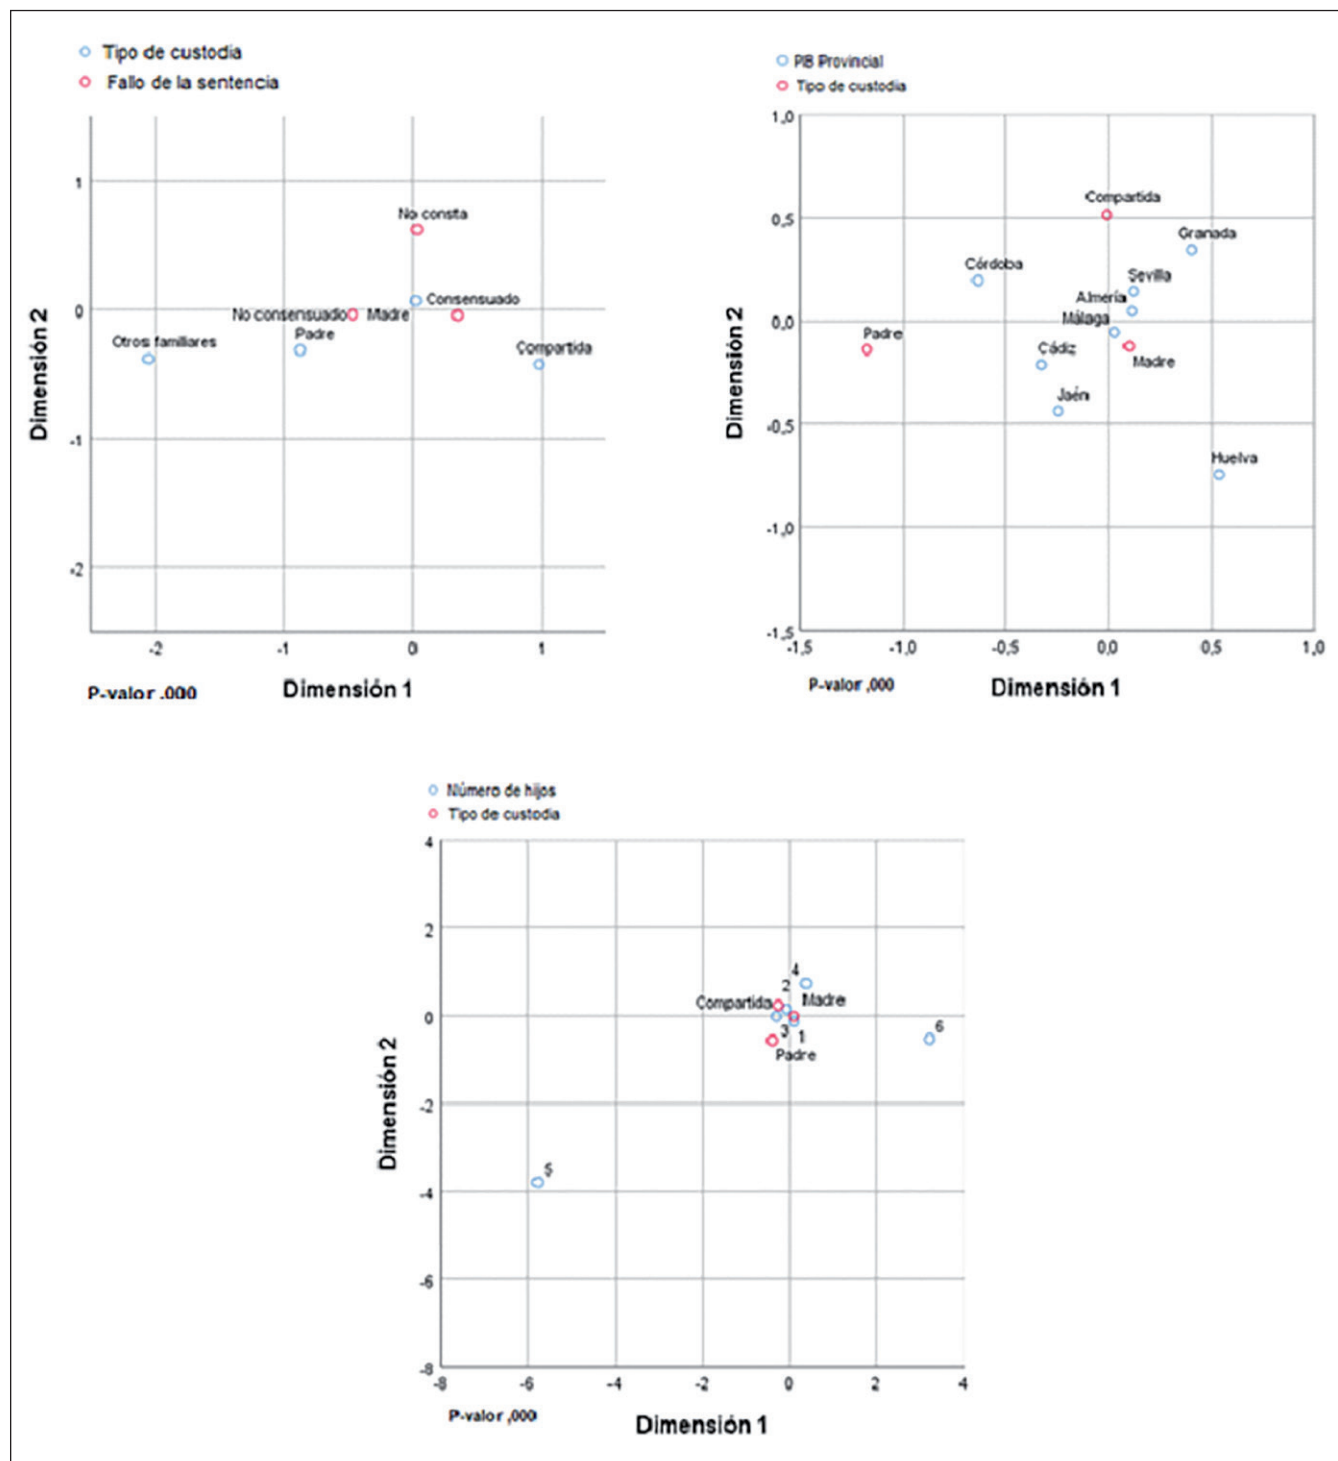 Tipo de custodia
Fallo de la sentencia
1
0
-1
-2
-2
-1
0
1
No consta
Consensuado
No consensuado
Madre
Padre
Otros familiares
Compartida
Dimensión 2
Dimensión 1
P-valor .000
PIB Provincial
Tipo de custodia
1,0
0,5
0,0
-0,5
-1,0
-1,5
-1,5
-1,0
-0,5
0,0
0,5
1,0
Compartida
Granada
Córdoba
Sevilla
Almería
Málaga
Padre
Cádiz
Madre
Jaén
Huelva
Dimensión 2
Dimensión 1
P-valor ,000
Número de hijos
Tipo de custodia
4
2
0
-2
-4
-6
-8
-8
-6
-4
-2
0
2
4
4
2
Compartida
Madre
3
1
Padre
6
5
Dimensión 2
Dimensión 1
P-valor ,000